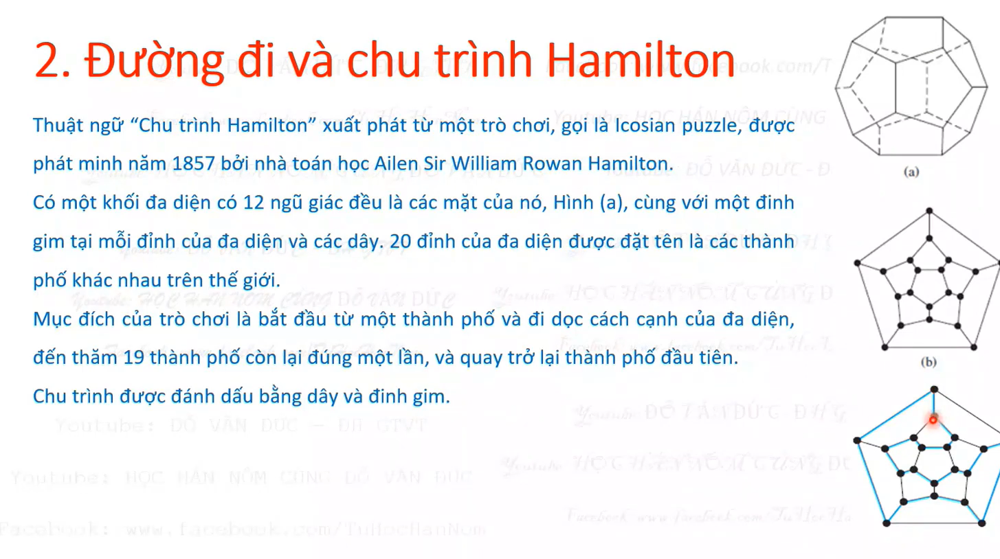 2. Đường đi và chu trình Hamilton
Thuật ngữ “Chu trình Hamilton” xuất phát từ một trò chơi, gọi là Icosian puzzle, được
phát minh năm 1857 bởi nhà toán học Ailen Sir William Rowan Hamilton.
Có một khối đa diện có 12 ngũ giác đều là các mặt của nó, Hình (a), cùng với một đinh
gim tại mỗi đỉnh của đa diện và các dây. 20 đỉnh của đa diện được đặt tên là các thành
phố khác nhau trên thế giới.
Mục đích của trò chơi là bắt đầu từ một thành phố và đi dọc cách cạnh của đa diện,
đến thăm 19 thành phố còn lại đúng một lần, và quay trở lại thành phố đầu tiên.
Chu trình được đánh dấu bằng dây và đinh gim.
(a)
(b)
Youtube: ĐỖ VĂN ĐỨC – ĐH GTVT
Youtube: HỌC HÁN NÔM CÙNG ĐỖ VĂN ĐỨC
Facebook: www.facebook.com/TuHocHanNom